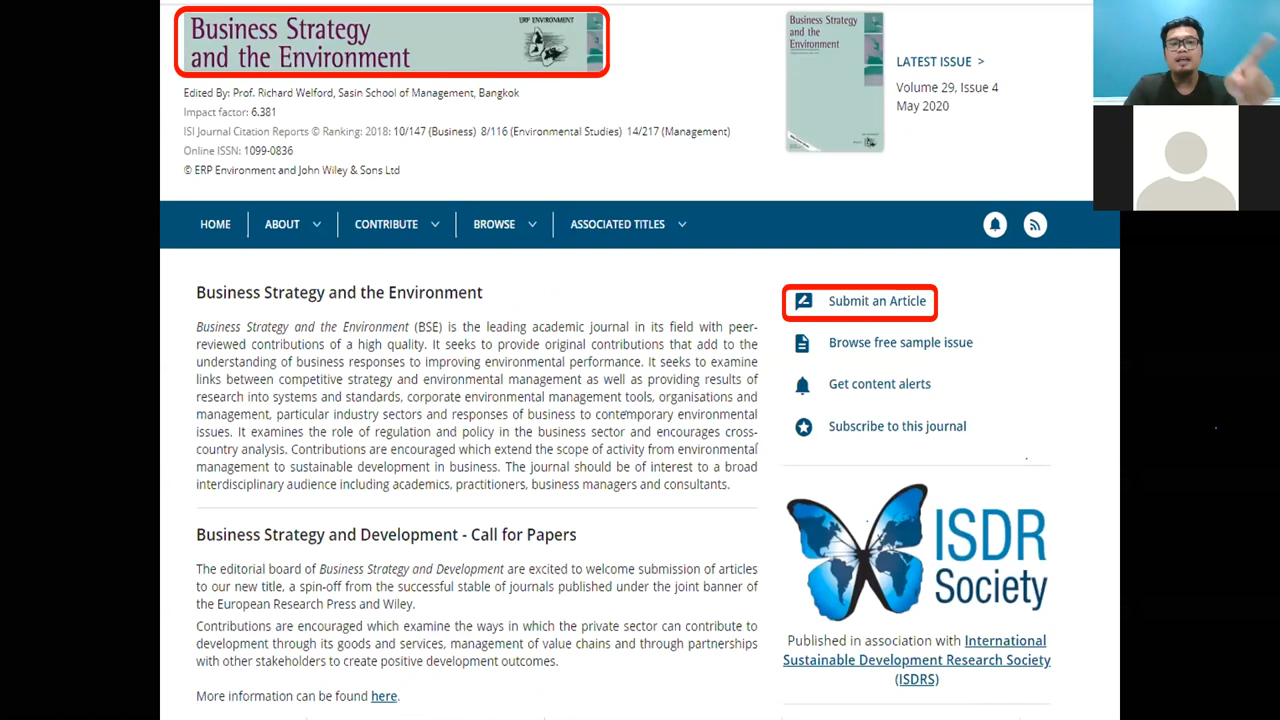 Business Strategy
and the Environment
ERP ENVIRONMENT
Business Strategy
and the
Environment
LATEST ISSUE >
Volume 29, Issue 4
May 2020
Edited By: Prof. Richard Welford, Sasin School of Management, Bangkok
Impact factor: 6.381
ISI Journal Citation Reports © Ranking: 2018: 10/147 (Business) 8/116 (Environmental Studies) 14/217 (Management)
Online ISSN: 1099-0836
© ERP Environment and John Wiley & Sons Ltd
HOME
ABOUT
CONTRIBUTE
BROWSE
ASSOCIATED TITLES
Business Strategy and the Environment
Business Strategy and the Environment (BSE) is the leading academic journal in its field with peer-
reviewed contributions of a high quality. It seeks to provide original contributions that add to the
understanding of business responses to improving environmental performance. It seeks to examine
links between competitive strategy and environmental management as well as providing results of
research into systems and standards, corporate environmental management tools, organisations and
management, particular industry sectors and responses of business to contemporary environmental
issues. It examines the role of regulation and policy in the business sector and encourages cross-
country analysis. Contributions are encouraged which extend the scope of activity from environmental
management to sustainable development in business. The journal should be of interest to a broad
interdisciplinary audience including academics, practitioners, business managers and consultants.
Business Strategy and Development - Call for Papers
The editorial board of Business Strategy and Development are excited to welcome submission of articles
to our new title, a spin-off from the successful stable of journals published under the joint banner of
the European Research Press and Wiley.
Contributions are encouraged which examine the ways in which the private sector can contribute to
development through its goods and services, management of value chains and through partnerships
with other stakeholders to create positive development outcomes.
More information can be found here.
Submit an Article
Browse free sample issue
Get content alerts
Subscribe to this journal
ISDR
Society
Published in association with International
Sustainable Development Research Society
(ISDRS)